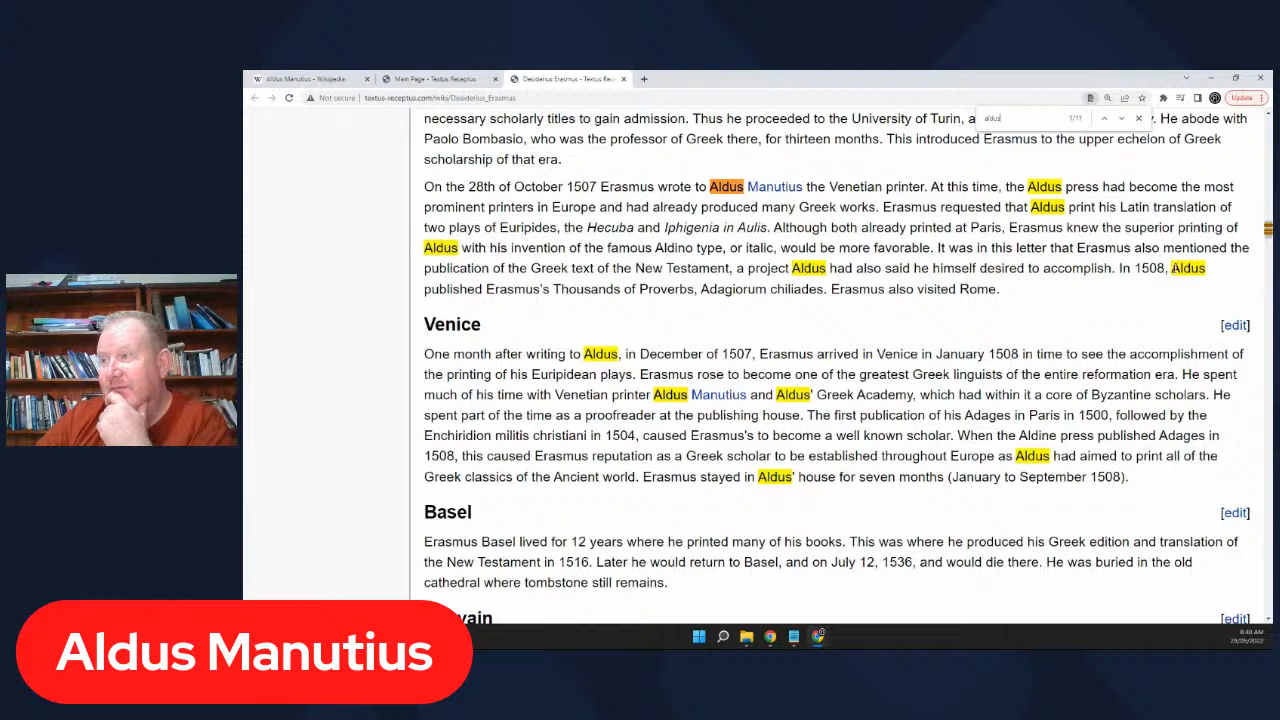 Aldus Manutius - Wikipedia
Main Page - Textus Receptus
Desiderius Erasmus - Textus Rec
Not secure
textus-receptus.com/wiki/Desiderius_Erasmus
Update
aldus
1/11
necessary scholarly titles to gain admission. Thus he proceeded to the University of Turin, a
y. He abode with
Paolo Bombasio, who was the professor of Greek there, for thirteen months. This introduced Erasmus to the upper echelon of Greek
scholarship of that era.
On the 28th of October 1507 Erasmus wrote to Aldus Manutius the Venetian printer. At this time, the Aldus press had become the most
prominent printers in Europe and had already produced many Greek works. Erasmus requested that Aldus print his Latin translation of
two plays of Euripides, the Hecuba and Iphigenia in Aulis. Although both already printed at Paris, Erasmus knew the superior printing of
Aldus with his invention of the famous Aldino type, or italic, would be more favorable. It was in this letter that Erasmus also mentioned the
publication of the Greek text of the New Testament, a project Aldus had also said he himself desired to accomplish. In 1508, Aldus
published Erasmus's Thousands of Proverbs, Adagiorum chiliades. Erasmus also visited Rome.
Venice
[edit]
One month after writing to Aldus, in December of 1507, Erasmus arrived in Venice in January 1508 in time to see the accomplishment of
the printing of his Euripidean plays. Erasmus rose to become one of the greatest Greek linguists of the entire reformation era. He spent
much of his time with Venetian printer Aldus Manutius and Aldus' Greek Academy, which had within it a core of Byzantine scholars. He
spent part of the time as a proofreader at the publishing house. The first publication of his Adages in Paris in 1500, followed by the
Enchiridion militis christiani in 1504, caused Erasmus's to become a well known scholar. When the Aldine press published Adages in
1508, this caused Erasmus reputation as a Greek scholar to be established throughout Europe as Aldus had aimed to print all of the
Greek classics of the Ancient world. Erasmus stayed in Aldus' house for seven months (January to September 1508).
Basel
[edit]
Erasmus Basel lived for 12 years where he printed many of his books. This was where he produced his Greek edition and translation of
the New Testament in 1516. Later he would return to Basel, and on July 12, 1536, and would die there. He was buried in the old
cathedral where tombstone still remains.
vain
[edit]
8:40 AM
29/05/2022
Aldus Manutius